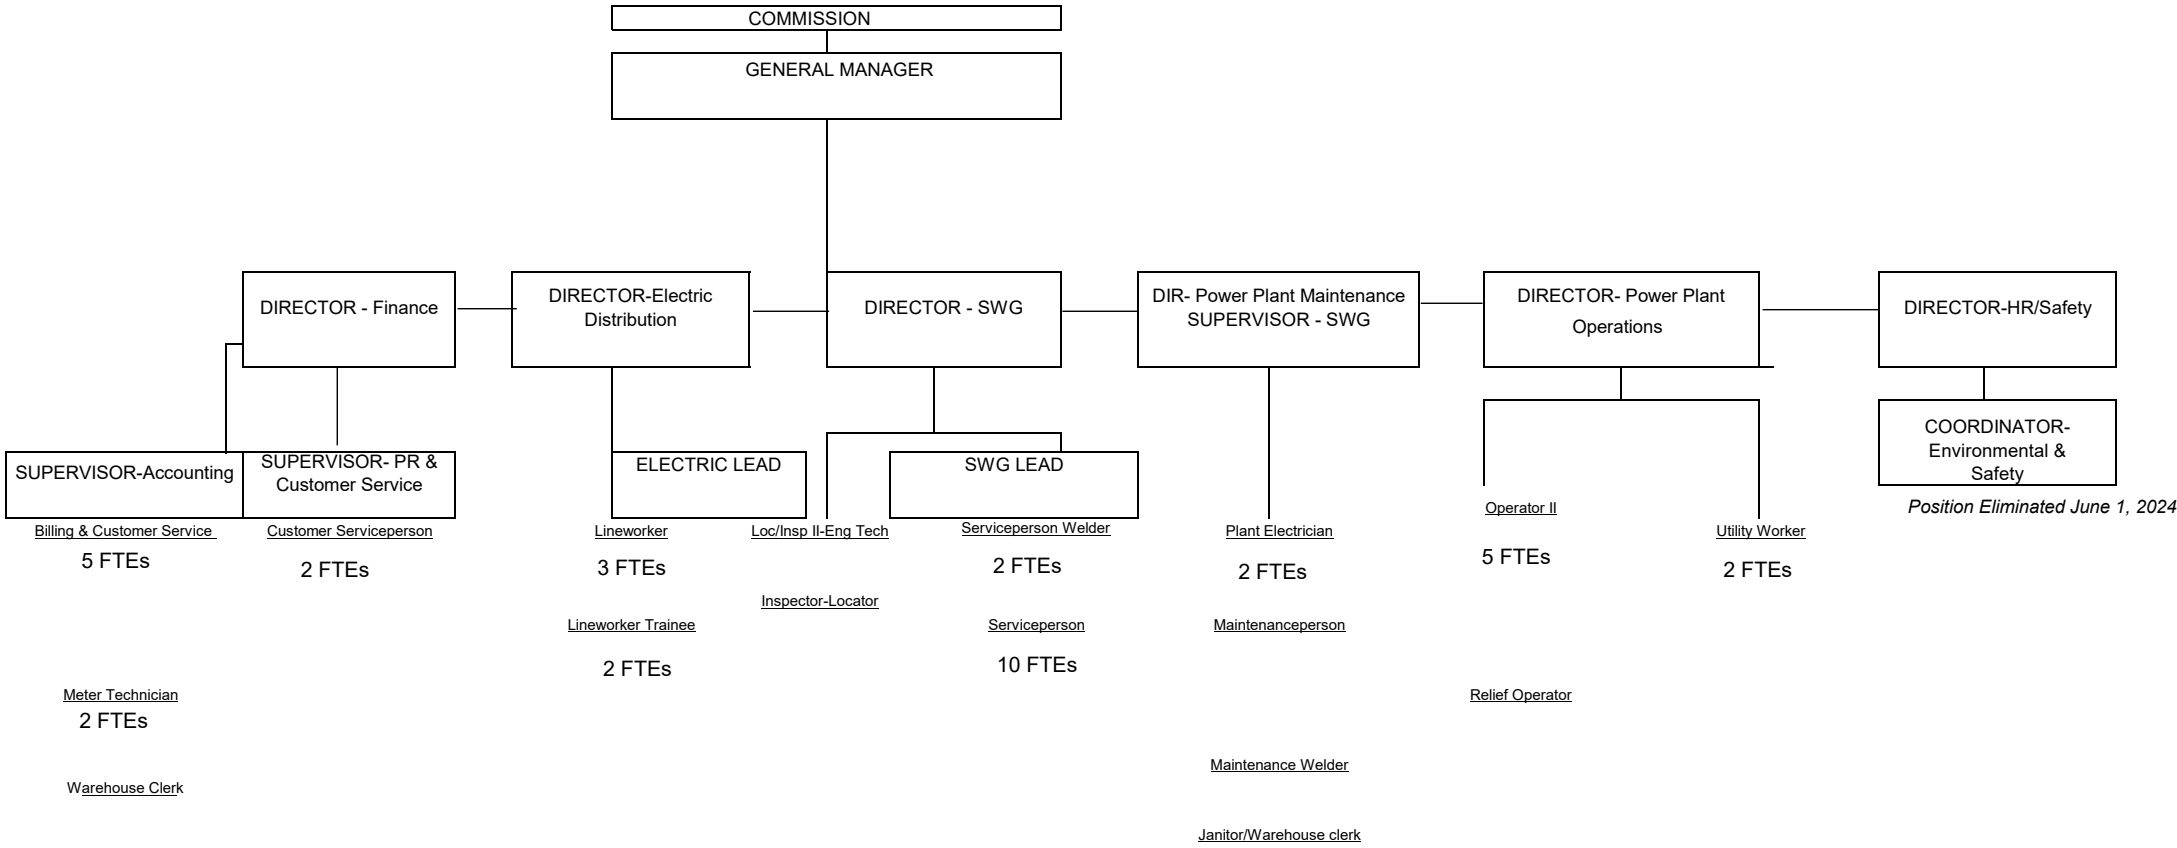 COMMISSION
GENERAL MANAGER
DIRECTOR - Finance
DIRECTOR-Electric
Distribution
DIRECTOR - SWG
DIR- Power Plant Maintenance
SUPERVISOR - SWG
DIRECTOR- Power Plant
Operations
DIRECTOR-HR/Safety
SUPERVISOR-Accounting
SUPERVISOR- PR &
Customer Service
ELECTRIC LEAD
SWG LEAD
COORDINATOR-
Environmental &
Safety
Position Eliminated June 1, 2024
Billing & Customer Service
5 FTEs
Meter Technician
2 FTEs
Warehouse Clerk
Customer Serviceperson
2 FTEs
Lineworker
3 FTEs
Lineworker Trainee
2 FTEs
Loc/Insp II-Eng Tech
Inspector-Locator
Serviceperson Welder
2 FTEs
Serviceperson
10 FTEs
Plant Electrician
2 FTEs
Maintenanceperson
Maintenance Welder
Janitor/Warehouse clerk
Operator II
5 FTEs
Relief Operator
Utility Worker
2 FTEs